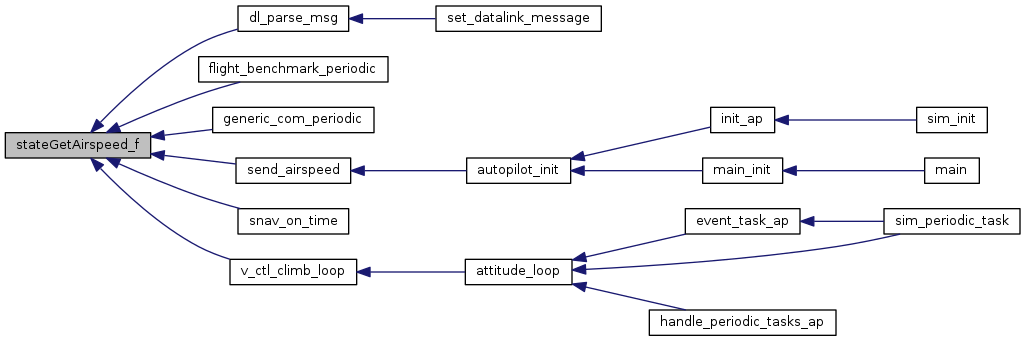 dl_parse_msg
set_datalink_message
flight_benchmark_periodic
generic_com_periodic
init_ap
sim_init
stateGetAirspeed_f
send_airspeed
autopilot_init
main_init
main
snav_on_time
event_task_ap
sim_periodic_task
v_ctl_climb_loop
attitude_loop
handle_periodic_tasks_ap